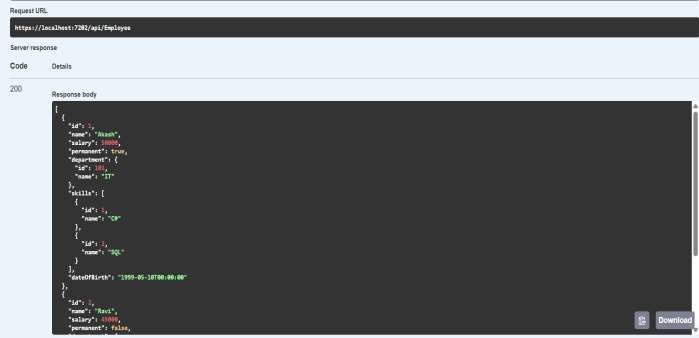 Request URL
https://localhost:7202/api/Employee
Server response
Code Details
200
Response body
[
{
"id": 1,
"name": "Akash",
"salary": 50000,
"permanent": true,
"department": {
"id": 101,
"name": "IT"
},
"skills": [
{
"id": 1,
"name": "C#"
},
{
"id": 2,
"name": "SQL"
}
],
"dateOfBirth": "1999-05-10T00:00:00"
},
{
"id": 2,
"name": "Ravi",
"salary": 45000,
"permanent": false,
Download